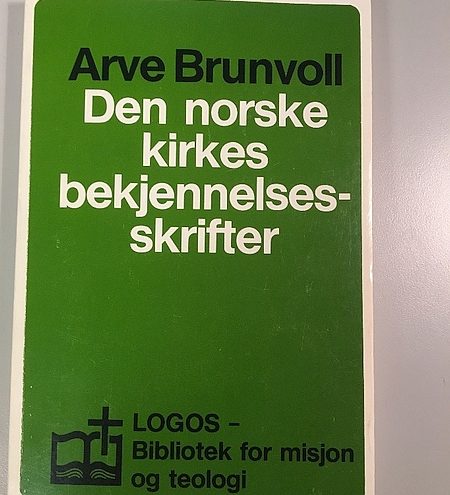 Arve Brunvoll
Den norske
kirkes
bekjennelses-
skrifter
LOGOS –
Bibliotek for misjon
og teologi